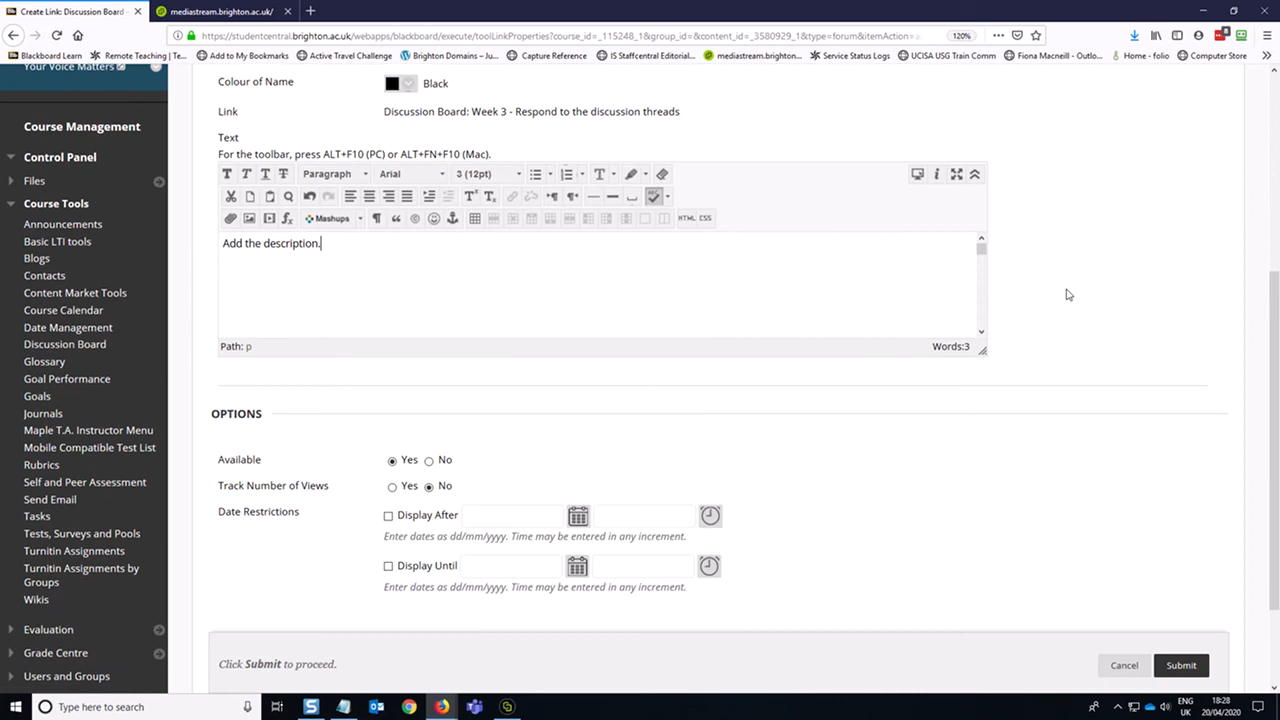 Create Link: Discussion Board -
mediastream.brighton.ac.uk/
https://studentcentral.brighton.ac.uk/webapps/blackboard/execute/toolLinkProperties?course_id=_115248_1&group_id=&content_id=_3580929_1&type=forum&itemAction=a
120%
Blackboard Learn
Remote Teaching | Te...
Add to My Bookmarks
Active Travel Challenge
Brighton Domains – Ju...
Capture Reference
IS Staffcentral Editorial...
mediastream.brighton...
Service Status Logs
UCISA USG Train Comm
Fiona Macneill - Outlo...
Home - folio
Computer Store
Your Voice Matters
Course Management
Control Panel
Files
Course Tools
Announcements
Basic LTI tools
Blogs
Contacts
Content Market Tools
Course Calendar
Date Management
Discussion Board
Glossary
Goal Performance
Goals
Journals
Maple T.A. Instructor Menu
Mobile Compatible Test List
Rubrics
Self and Peer Assessment
Send Email
Tasks
Tests, Surveys and Pools
Turnitin Assignments
Turnitin Assignments by
Groups
Wikis
Evaluation
Grade Centre
Users and Groups
Colour of Name
Black
Link
Discussion Board: Week 3 - Respond to the discussion threads
Text
For the toolbar, press ALT+F10 (PC) or ALT+FN+F10 (Mac).
T T T T Paragraph Arial 3 (12pt)
Mashups
HTML CSS
Add the description.
Path: p
Words:3
OPTIONS
Available
Yes No
Track Number of Views
Yes No
Date Restrictions
Display After
Enter dates as dd/mm/yyyy. Time may be entered in any increment.
Display Until
Enter dates as dd/mm/yyyy. Time may be entered in any increment.
Click Submit to proceed.
Cancel
Submit
Type here to search
ENG
UK
18:28
20/04/2020